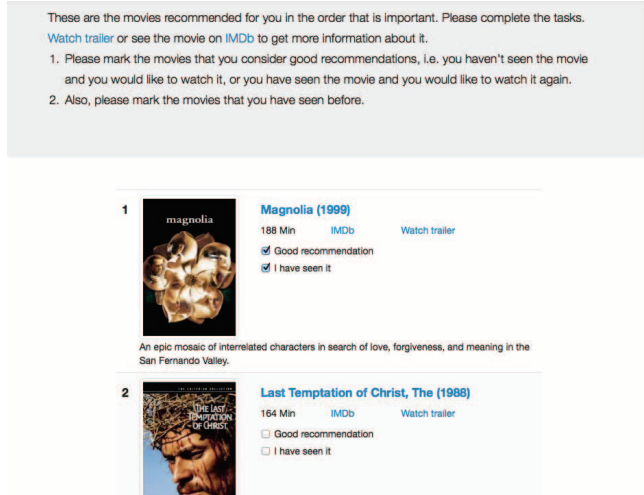 These are the movies recommended for you in the order that is important. Please complete the tasks.
Watch trailer or see the movie on IMDb to get more information about it.
1. Please mark the movies that you consider good recommendations, i.e. you haven't seen the movie
and you would like to watch it, or you have seen the movie and you would like to watch it again.
2. Also, please mark the movies that you have seen before.
1
magnolia
Magnolia (1999)
188 Min IMDb Watch trailer
Good recommendation
I have seen it
An epic mosaic of interrelated characters in search of love, forgiveness, and meaning in the
San Fernando Valley.
2
THE CRITERION COLLECTION
THE LAST
TEMPTATION
OF CHRIST
Last Temptation of Christ, The (1988)
164 Min IMDb Watch trailer
Good recommendation
I have seen it